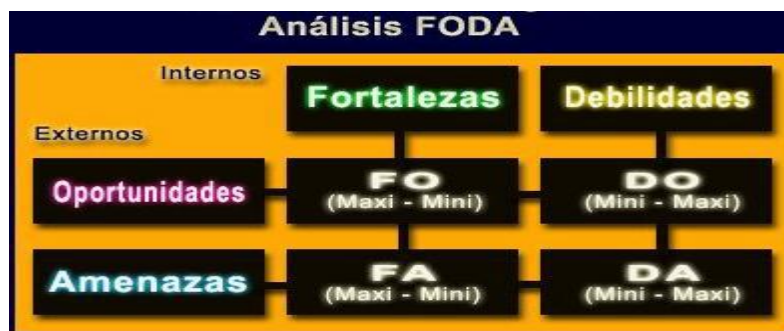 Análisis FODA
Internos
Fortalezas
Debilidades
Externos
Oportunidades
FO
(Maxi - Mini)
DO
(Mini - Maxi)
Amenazas
FA
(Maxi - Mini)
DA
(Mini - Maxi)